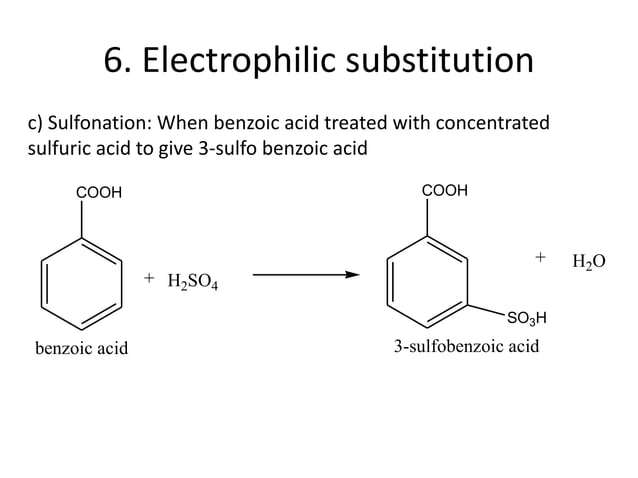 6. Electrophilic substitution
c) Sulfonation: When benzoic acid treated with concentrated
sulfuric acid to give 3-sulfo benzoic acid
COOH
COOH
+ H₂SO₄
+ H₂O
SO₃H
benzoic acid
3-sulfobenzoic acid